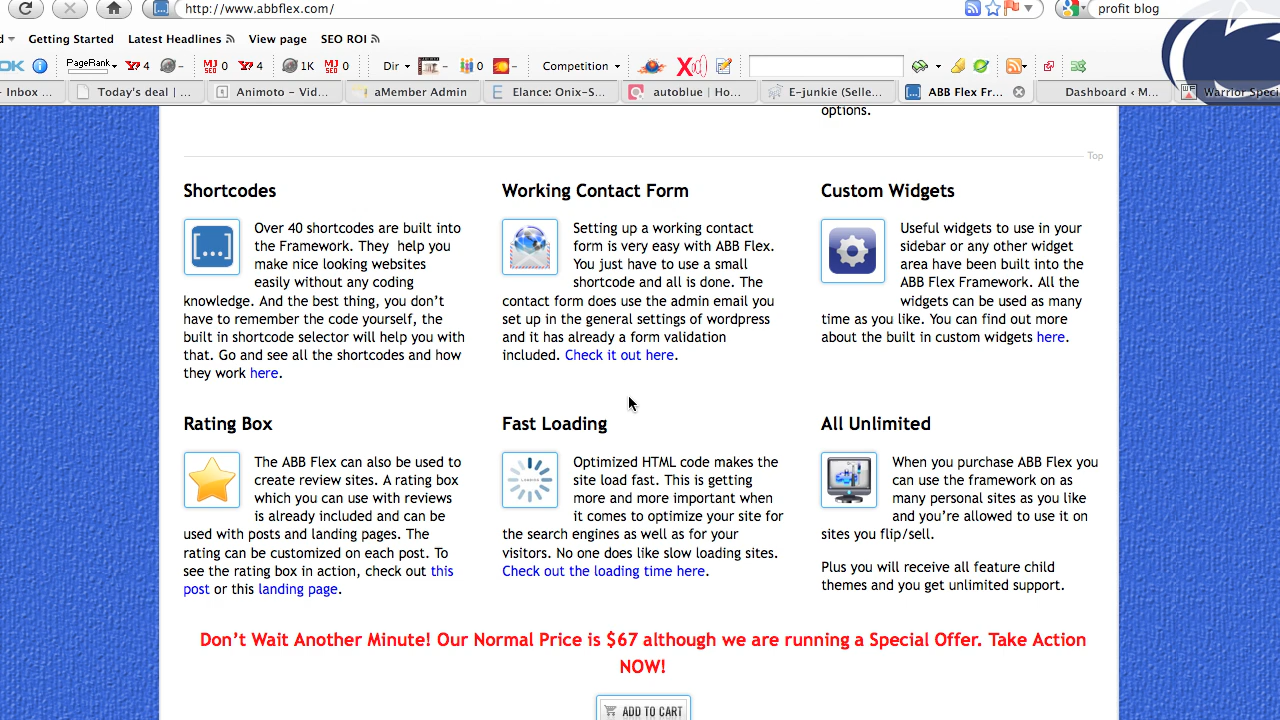 http://www.abbflex.com/
profit blog
Getting Started
Latest Headlines
View page
SEO ROI
PageRank
4
0
4
1K
0
Dir
0
Competition
Inbox ...
Today's deal | ...
Animoto - Vid...
aMember Admin
Elance: Onix-S...
autoblue | Ho...
E-junkie (Selle...
ABB Flex Fr...
Dashboard ‹ M...
Warrior Speci
options.
Top
Shortcodes
Over 40 shortcodes are built into
the Framework. They help you
make nice looking websites
easily without any coding
knowledge. And the best thing, you don't
have to remember the code yourself, the
built in shortcode selector will help you with
that. Go and see all the shortcodes and how
they work here.
Working Contact Form
Setting up a working contact
form is very easy with ABB Flex.
You just have to use a small
shortcode and all is done. The
contact form does use the admin email you
set up in the general settings of wordpress
and it has already a form validation
included. Check it out here.
Custom Widgets
Useful widgets to use in your
sidebar or any other widget
area have been built into the
ABB Flex Framework. All the
widgets can be used as many
time as you like. You can find out more
about the built in custom widgets here.
Rating Box
The ABB Flex can also be used to
create review sites. A rating box
which you can use with reviews
is already included and can be
used with posts and landing pages. The
rating can be customized on each post. To
see the rating box in action, check out this
post or this landing page.
Fast Loading
LOADING
Optimized HTML code makes the
site load fast. This is getting
more and more important when
it comes to optimize your site for
the search engines as well as for your
visitors. No one does like slow loading sites.
Check out the loading time here.
All Unlimited
When you purchase ABB Flex you
can use the framework on as
many personal sites as you like
and you're allowed to use it on
sites you flip/sell.
Plus you will receive all feature child
themes and you get unlimited support.
Don't Wait Another Minute! Our Normal Price is $67 although we are running a Special Offer. Take Action
NOW!
ADD TO CART